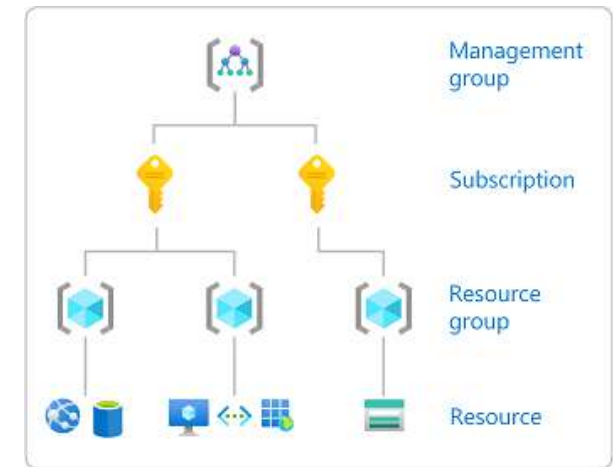 Management
group
Subscription
Resource
group
Resource